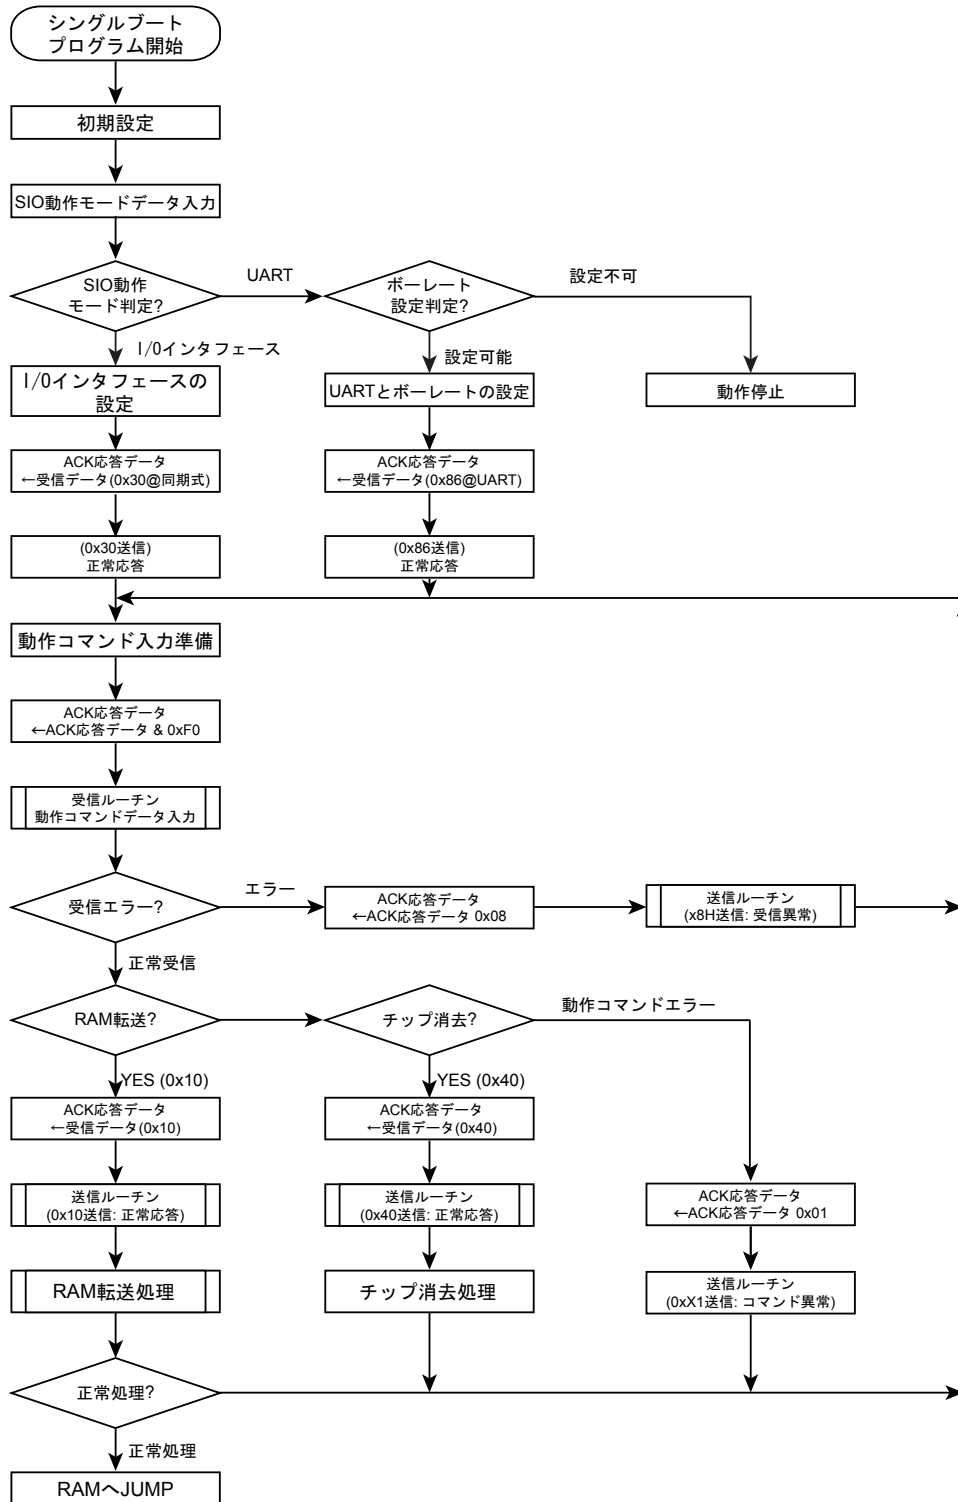 シングルブート
プログラム開始
初期設定
SIO動作モードデータ入力
SIO動作
モード判定?
UART
ボーレート
設定判定?
設定不可
I/Oインタフェース
設定可能
I/Oインタフェースの
設定
UARTとボーレートの設定
動作停止
ACK応答データ
←受信データ(0x30@同期式)
ACK応答データ
←受信データ(0x86@UART)
(0x30送信)
正常応答
(0x86送信)
正常応答
動作コマンド入力準備
ACK応答データ
←ACK応答データ & 0xF0
受信ルーチン
動作コマンドデータ入力
受信エラー?
エラー
ACK応答データ
←ACK応答データ 0x08
送信ルーチン
(x8H送信: 受信異常)
正常受信
RAM転送?
チップ消去?
動作コマンドエラー
YES (0x10)
YES (0x40)
ACK応答データ
←受信データ(0x10)
ACK応答データ
←受信データ(0x40)
送信ルーチン
(0x10送信: 正常応答)
送信ルーチン
(0x40送信: 正常応答)
ACK応答データ
←ACK応答データ 0x01
RAM転送処理
チップ消去処理
送信ルーチン
(0xX1送信: コマンド異常)
正常処理?
正常処理
RAMへJUMP